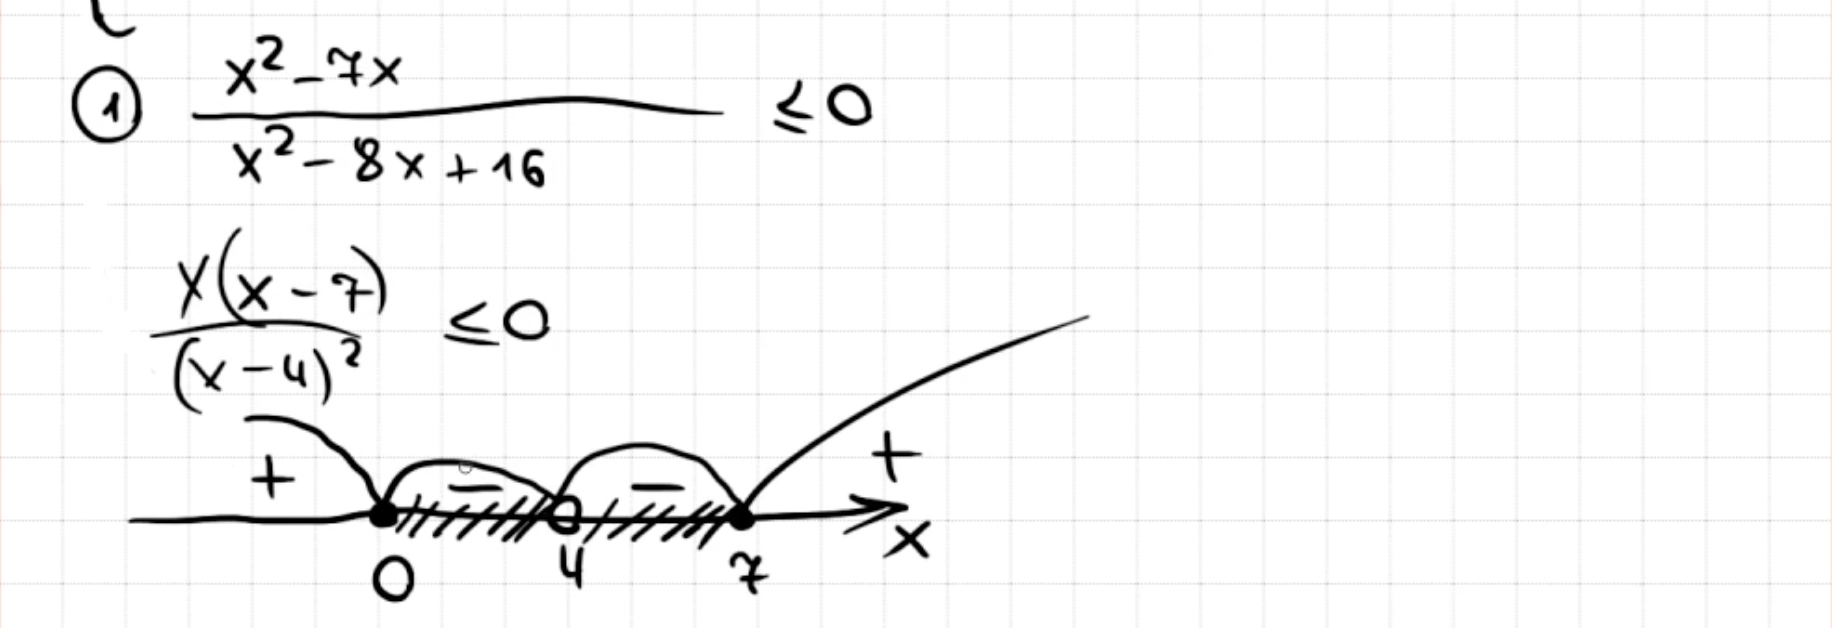 ① x²-7x / x²-8x+16 ≤0
x(x-7) / (x-4)² ≤0
+ − − +
0 4 7 x